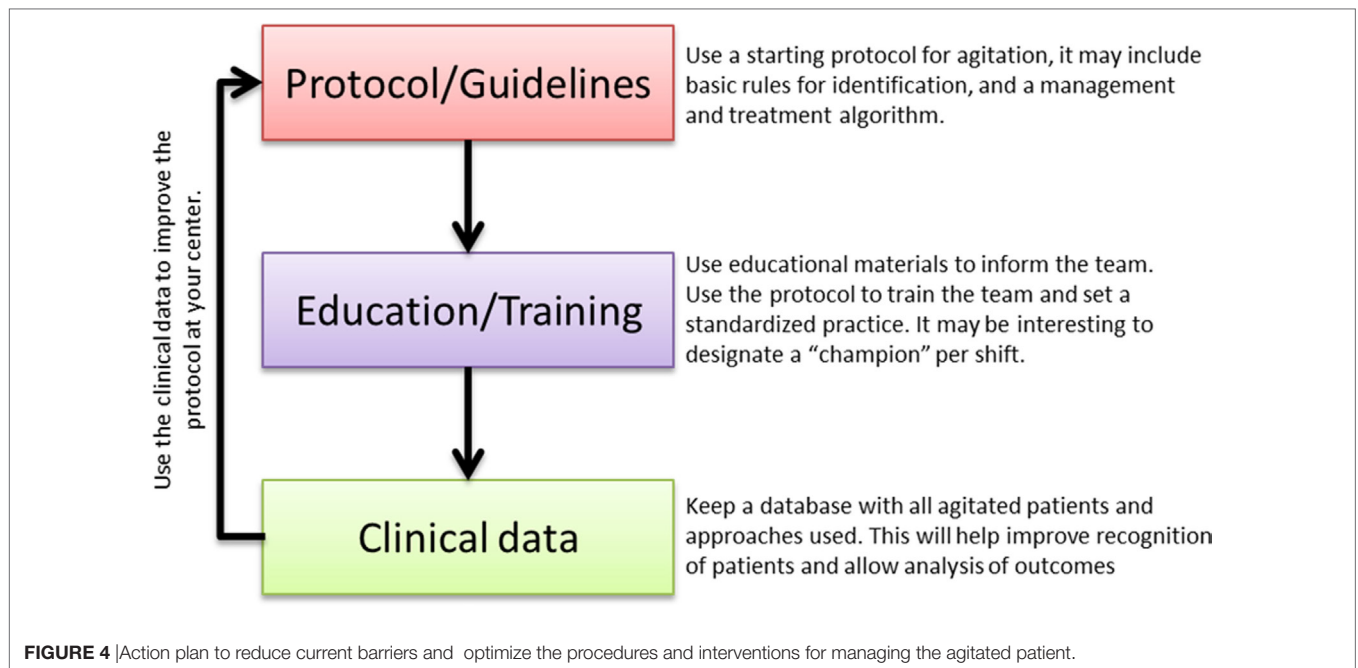 Protocol/Guidelines
Use a starting protocol for agitation, it may include
basic rules for identification, and a management
and treatment algorithm.
Use the clinical data to improve the
protocol at your center.
Education/Training
Use educational materials to inform the team.
Use the protocol to train the team and set a
standardized practice. It may be interesting to
designate a “champion” per shift.
Clinical data
Keep a database with all agitated patients and
approaches used. This will help improve recognition
of patients and allow analysis of outcomes
FIGURE 4 |Action plan to reduce current barriers and optimize the procedures and interventions for managing the agitated patient.